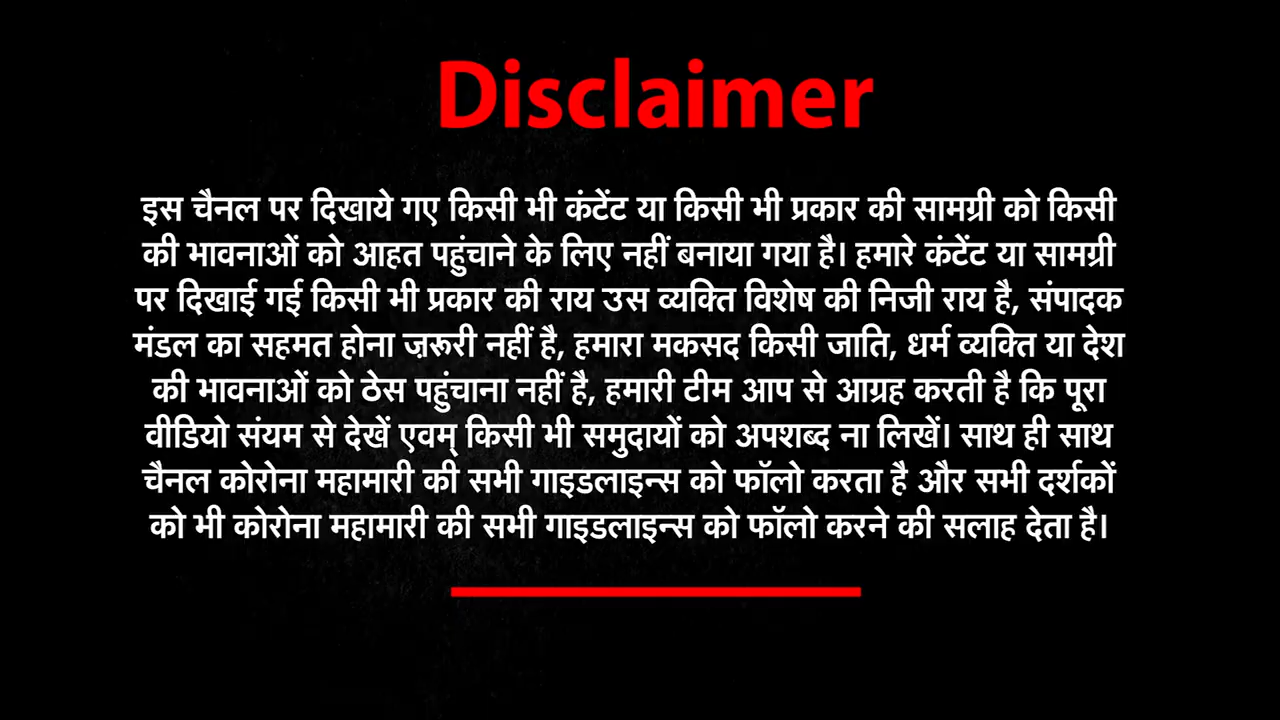 Disclaimer
इस चैनल पर दिखाये गए किसी भी कंटेंट या किसी भी प्रकार की सामग्री को किसी
की भावनाओं को आहत पहुंचाने के लिए नहीं बनाया गया है। हमारे कंटेंट या सामग्री
पर दिखाई गई किसी भी प्रकार की राय उस व्यक्ति विशेष की निजी राय है, संपादक
मंडल का सहमत होना ज़रूरी नहीं है, हमारा मकसद किसी जाति, धर्म व्यक्ति या देश
की भावनाओं को ठेस पहुंचाना नहीं है, हमारी टीम आप से आग्रह करती है कि पूरा
वीडियो संयम से देखें एवम् किसी भी समुदायों को अपशब्द ना लिखें। साथ ही साथ
चैनल कोरोना महामारी की सभी गाइडलाइन्स को फॉलो करता है और सभी दर्शकों
को भी कोरोना महामारी की सभी गाइडलाइन्स को फॉलो करने की सलाह देता है।